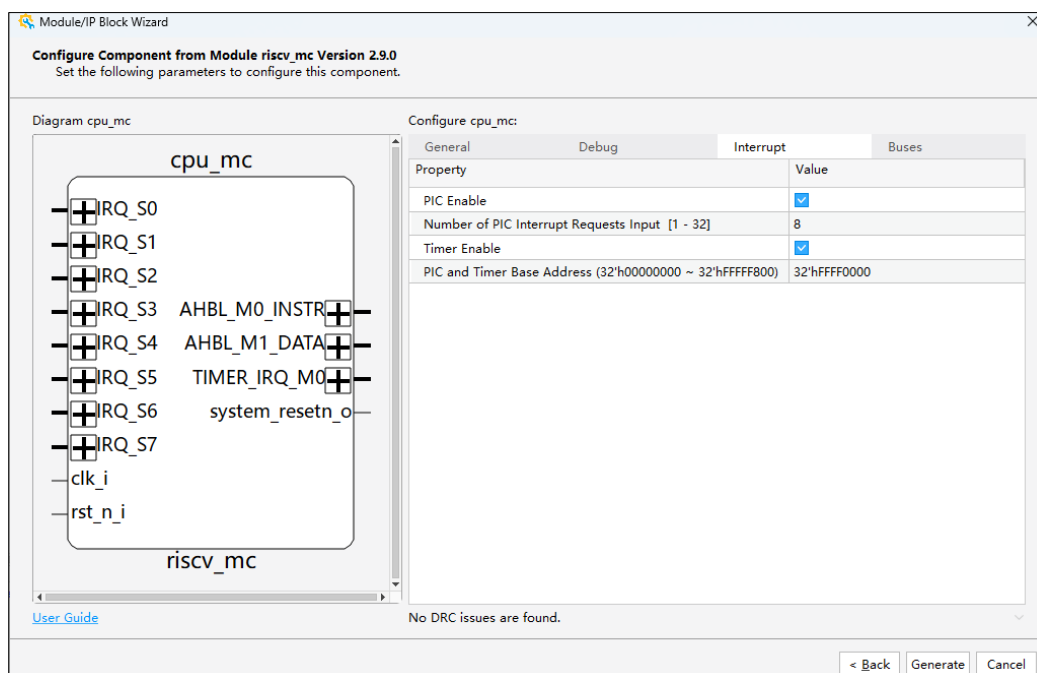 Module/IP Block Wizard
Configure Component from Module riscv_mc Version 2.9.0
Set the following parameters to configure this component.
Diagram cpu_mc
cpu_mc
IRQ_S0
IRQ_S1
IRQ_S2
IRQ_S3 AHBL_M0_INSTR
IRQ_S4 AHBL_M1_DATA
IRQ_S5 TIMER_IRQ_M0
IRQ_S6 system_resetn_o
IRQ_S7
clk_i
rst_n_i
riscv_mc
User Guide
Configure cpu_mc:
General Debug Interrupt Buses
Property Value
PIC Enable
Number of PIC Interrupt Requests Input [1 - 32] 8
Timer Enable
PIC and Timer Base Address (32'h00000000 ~ 32'hFFFFF800) 32'hFFFF0000
No DRC issues are found.
< Back Generate Cancel